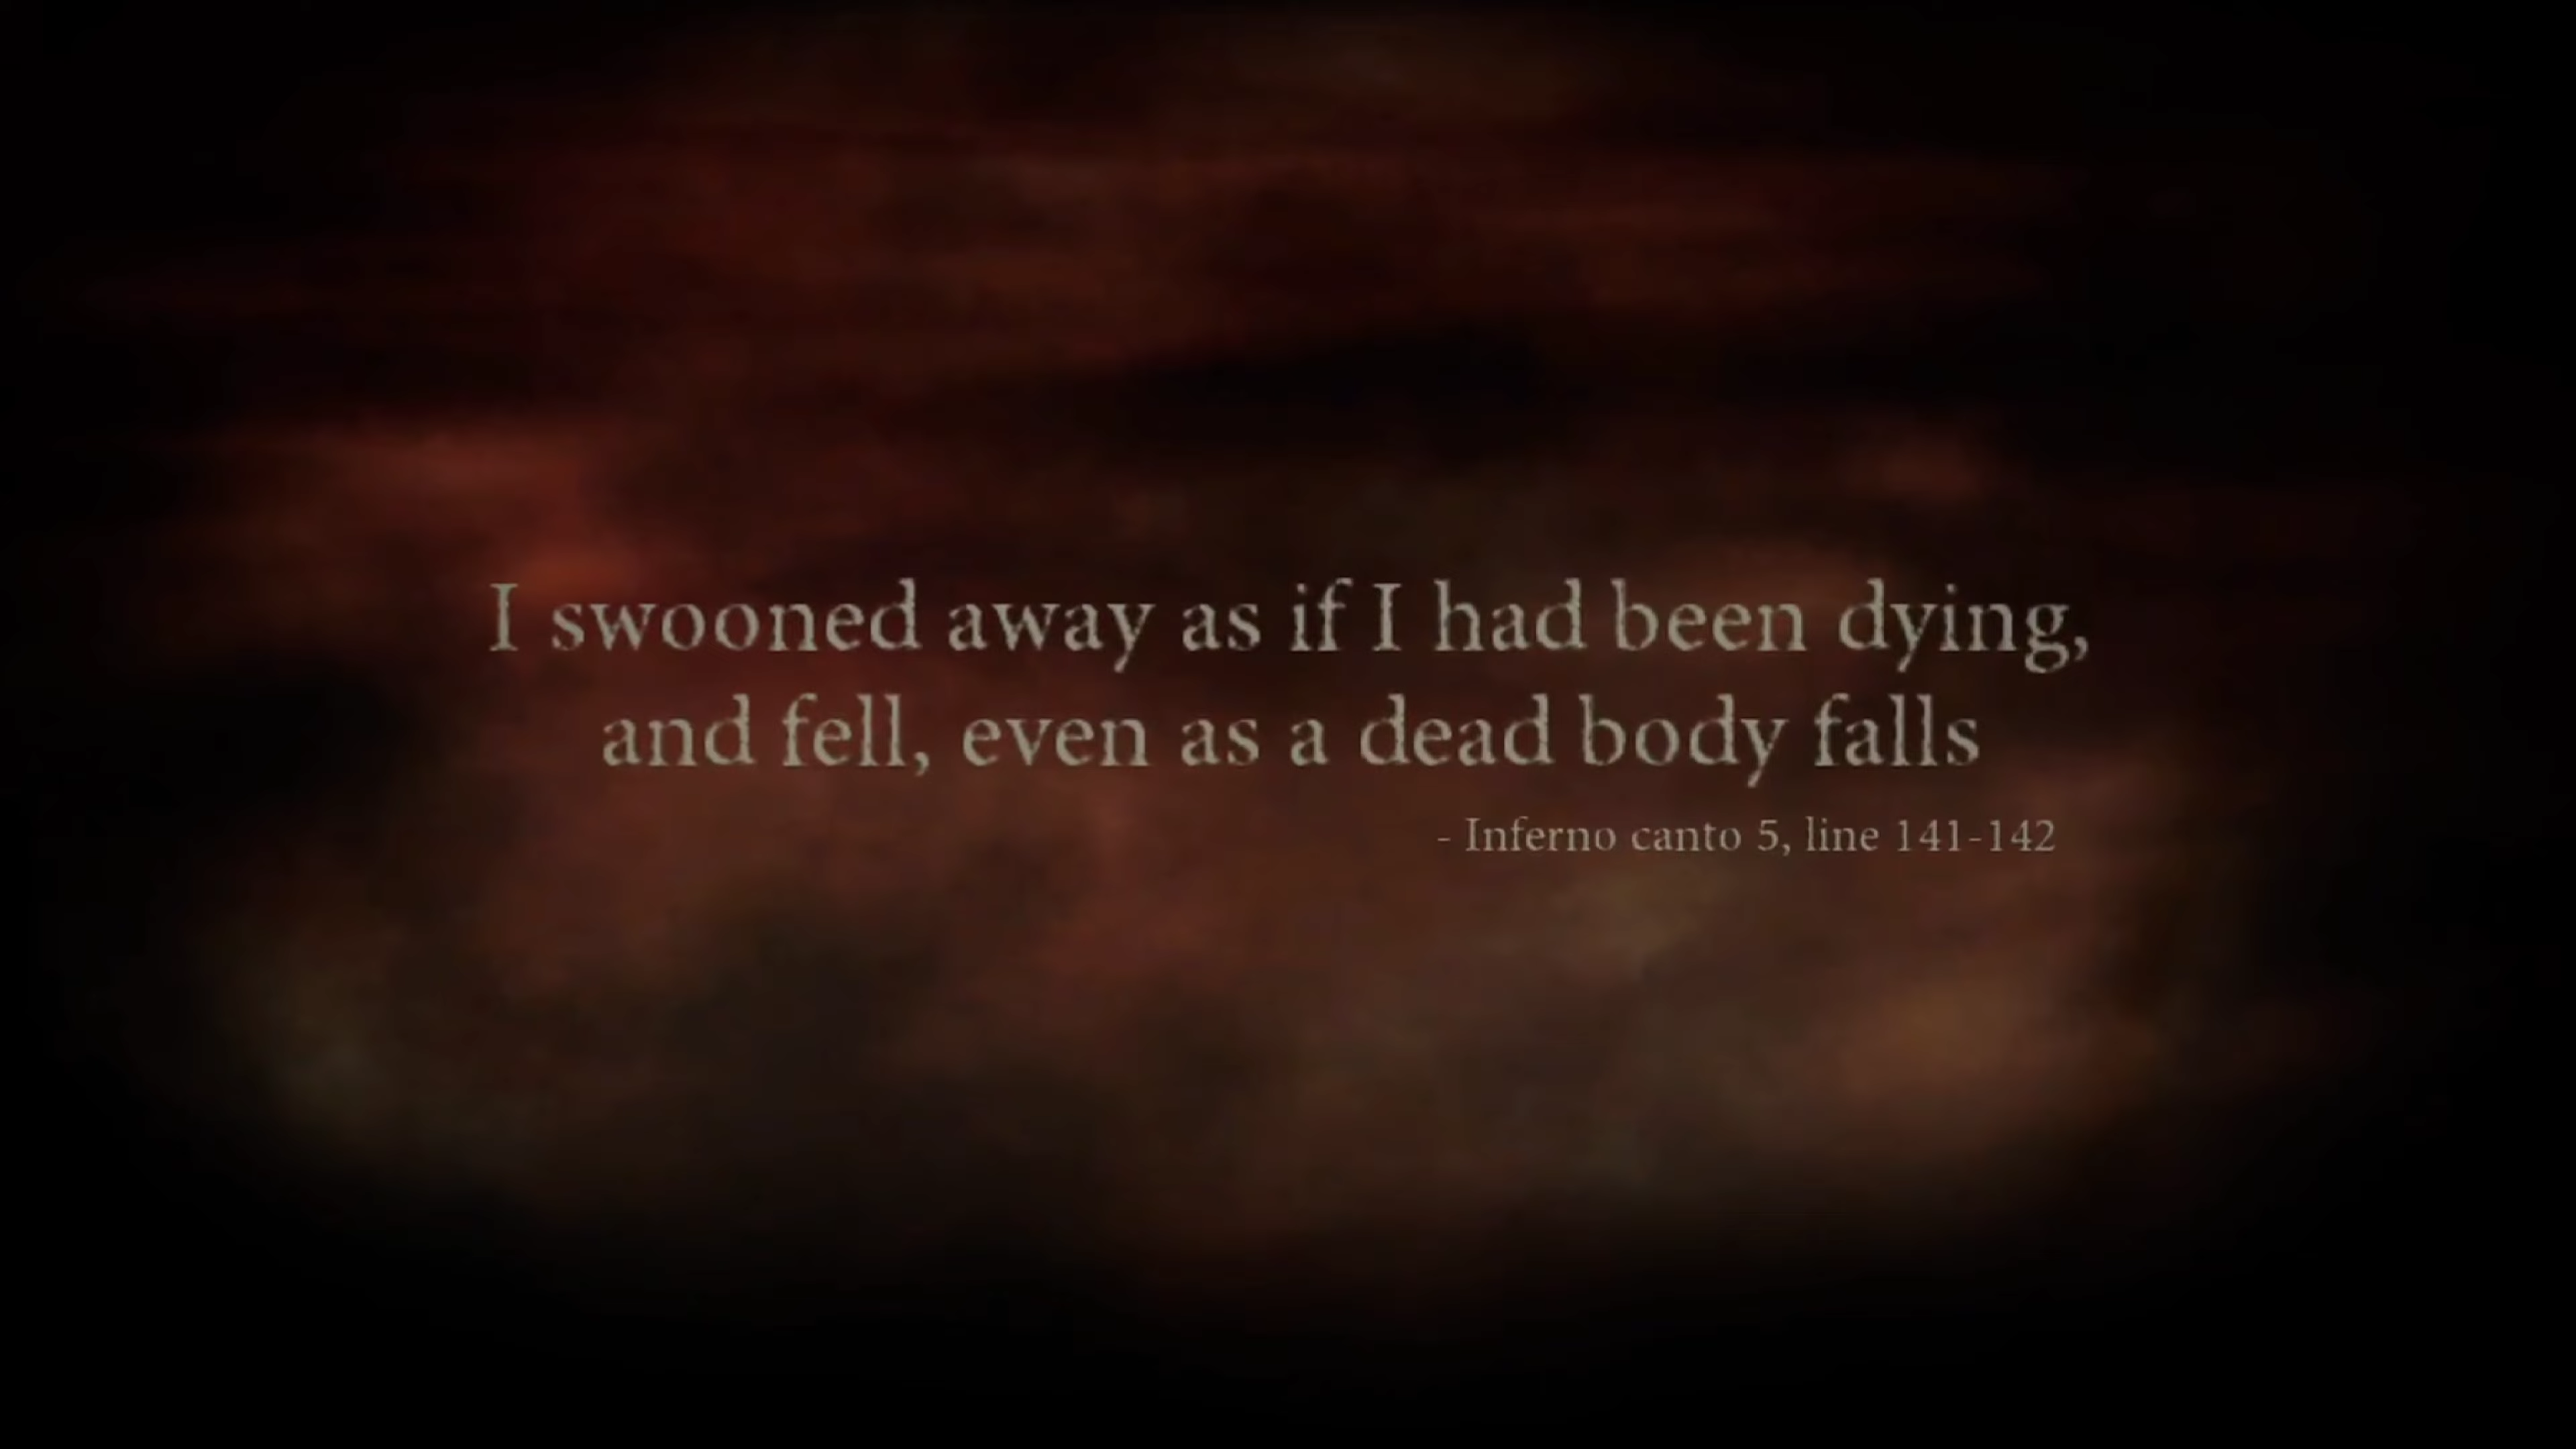 I swooned away as if I had been dying,
and fell, even as a dead body falls
- Inferno canto 5, line 141-142